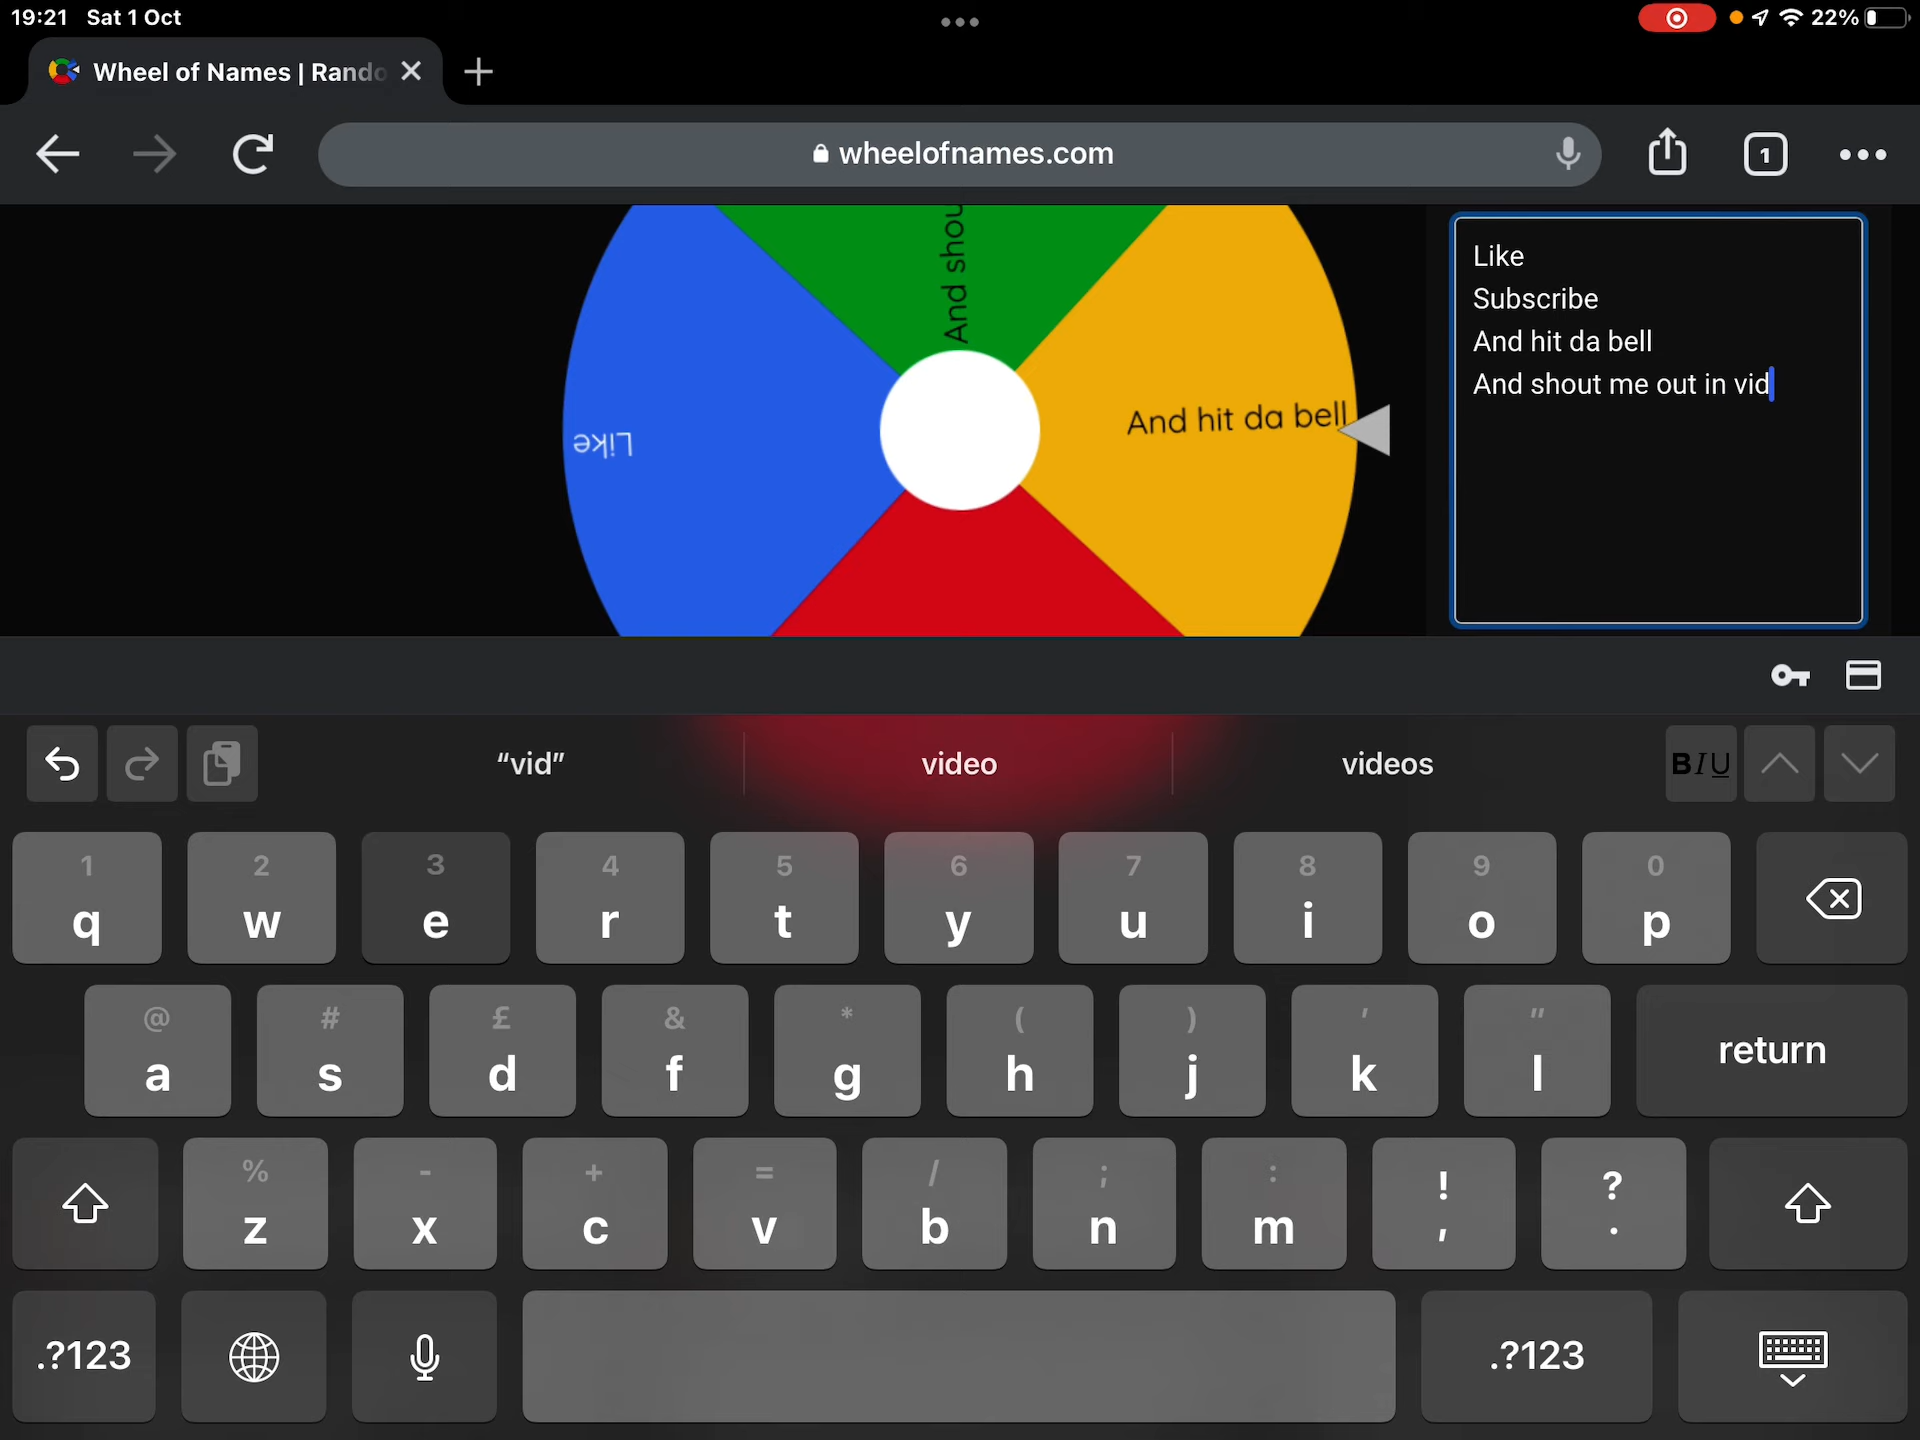 19:21 Sat 1 Oct
22%
Wheel of Names | Rando
wheelofnames.com
1
And shou
Like
And hit da bell
Like
Subscribe
And hit da bell
And shout me out in vid
“vid” video videos BIU
1 2 3 4 5 6 7 8 9 0
q w e r t y u i o p
@ # £ & * ( ) ' "
a s d f g h j k l return
% - + = / ; : ! ?
z x c v b n m , .
.?123 .?123